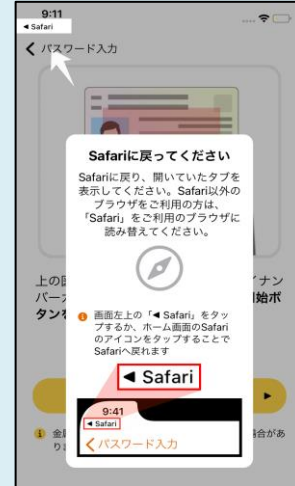 9:11
◀ Safari
パスワード入力
Safariに戻ってください
Safariに戻り、開いていたタブを
表示してください。Safari以外の
ブラウザをご利用の方は、
「Safari」をご利用のブラウザに
読み替えてください。
上の
イナン
バー
始ボ
タンを
画面左上の「◀ Safari」をタッ
プするか、ホーム画面のSafari
のアイコンをタップすることで
Safariへ戻れます
◀ Safari
9:41
◀ Safari
パスワード入力
金
場合があ
り